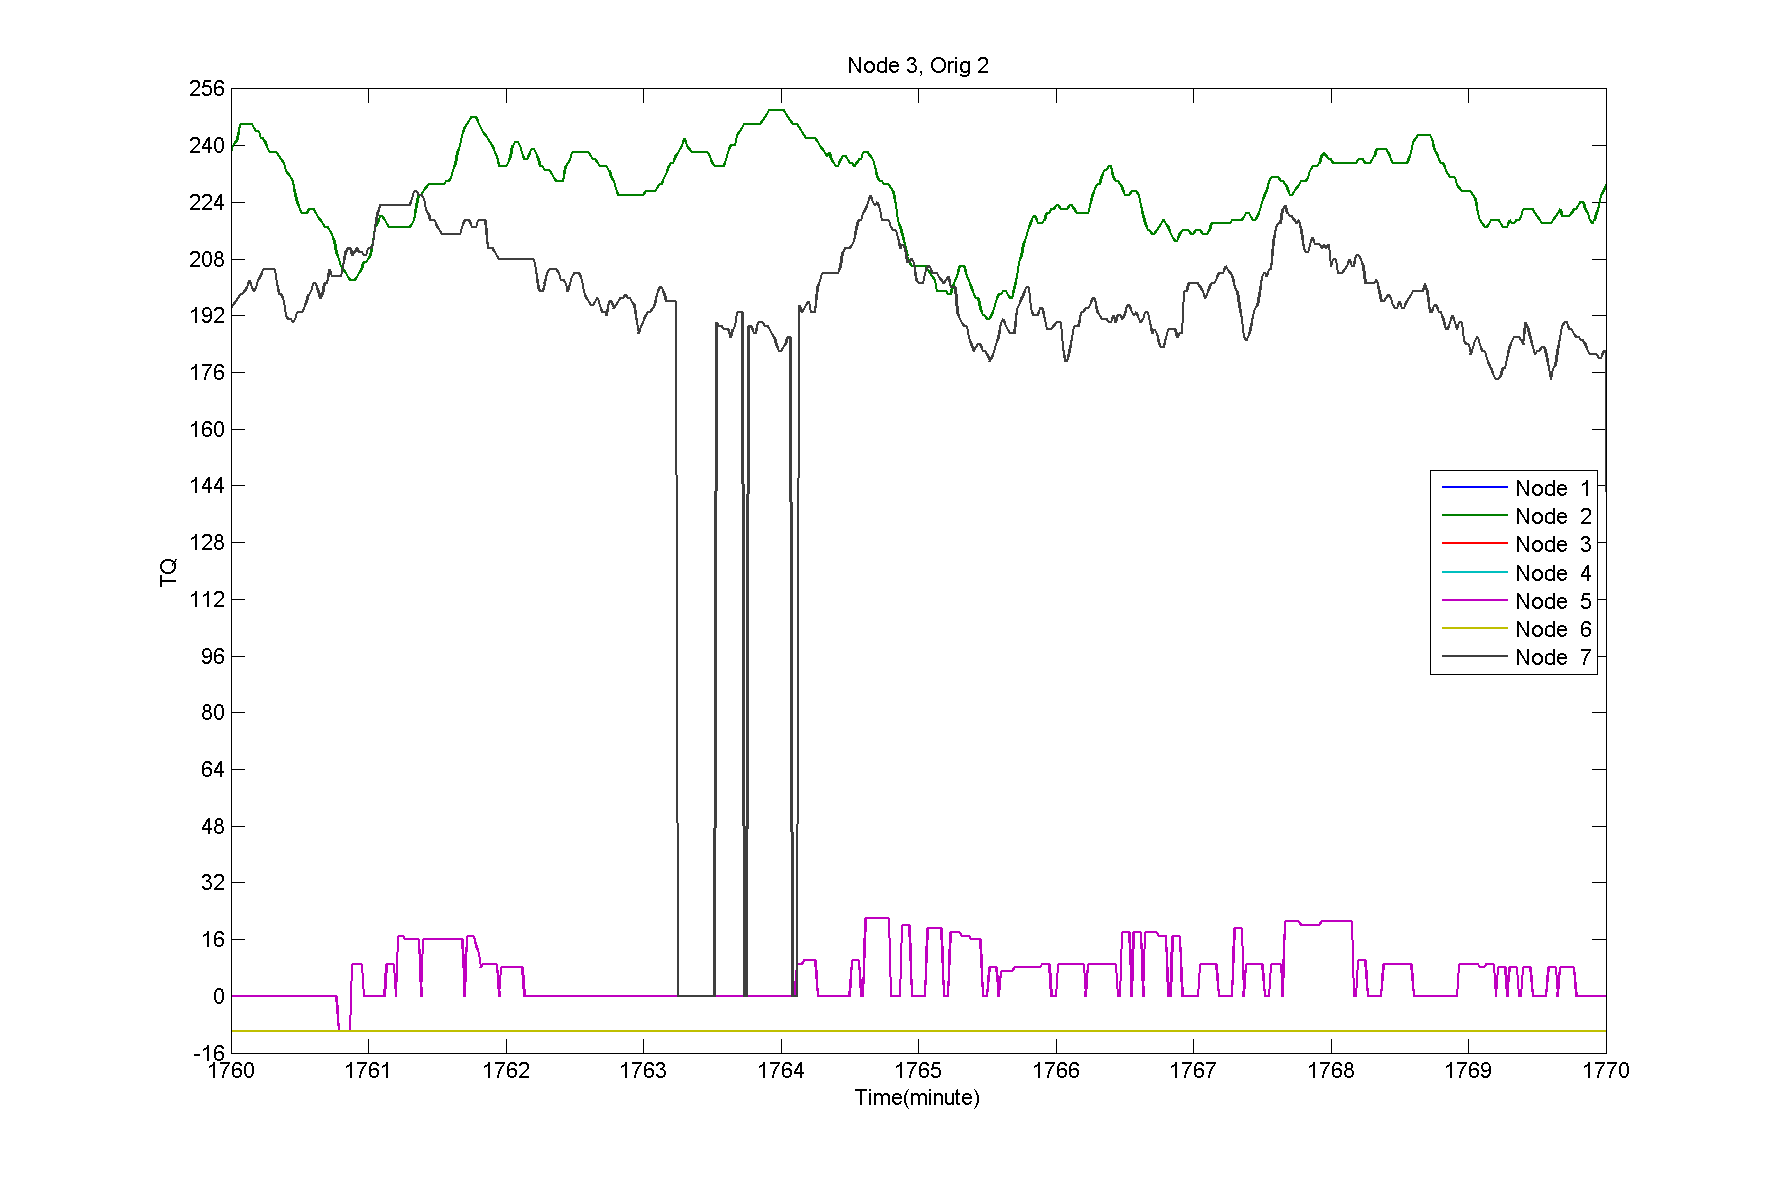 Node 3, Orig 2
256
240
224
208
192
176
160
144
128
112
96
80
64
48
32
16
0
-16
TQ
Node 1
Node 2
Node 3
Node 4
Node 5
Node 6
Node 7
1760 1761 1762 1763 1764 1765 1766 1767 1768 1769 1770
Time(minute)